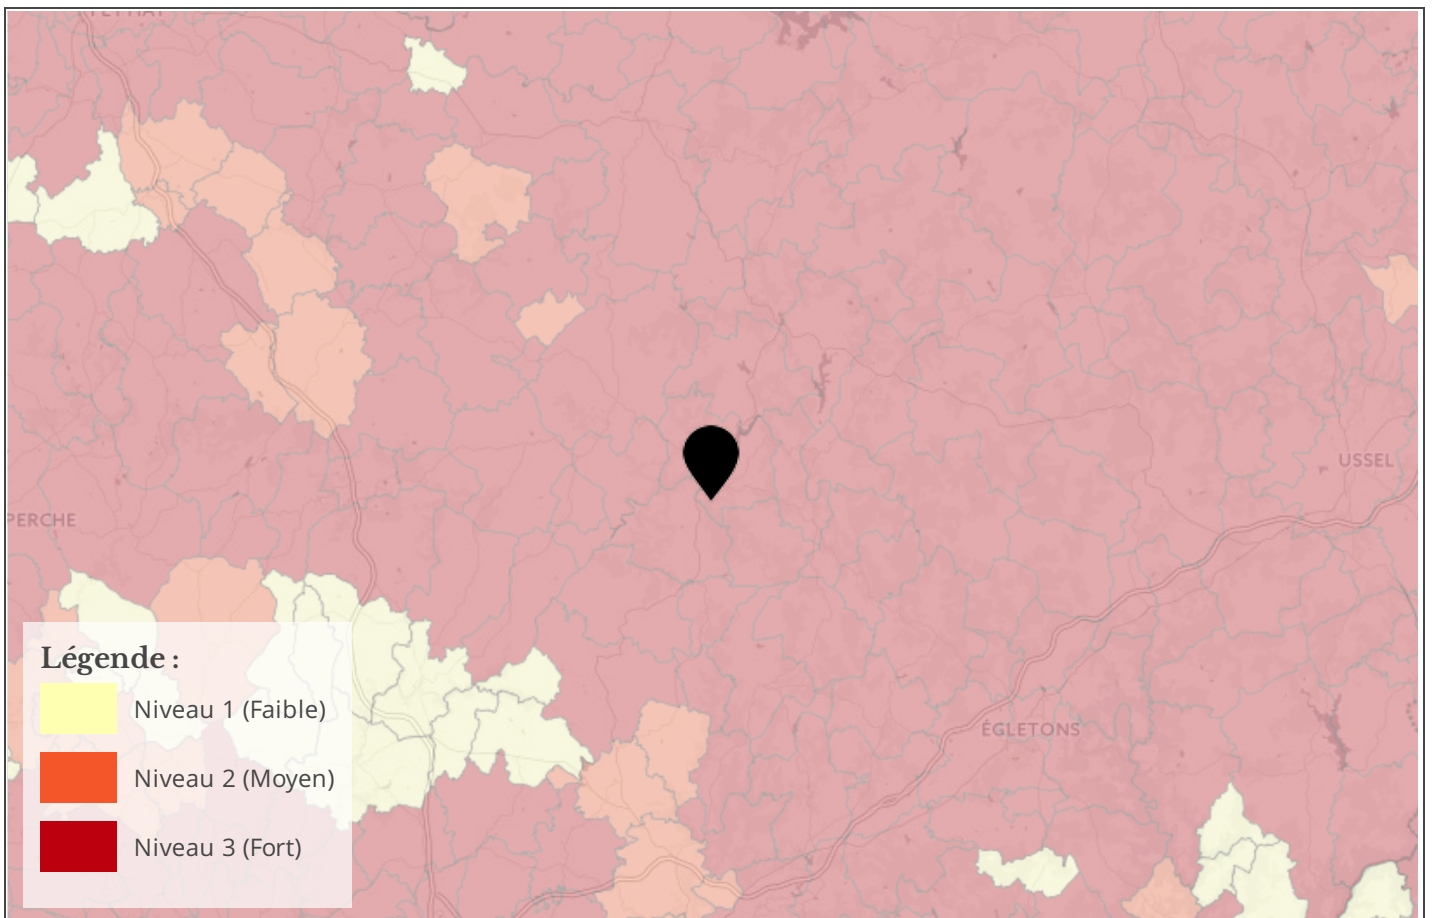 USSEL
PERCHE
ÉGLETONS
Légende :
Niveau 1 (Faible)
Niveau 2 (Moyen)
Niveau 3 (Fort)